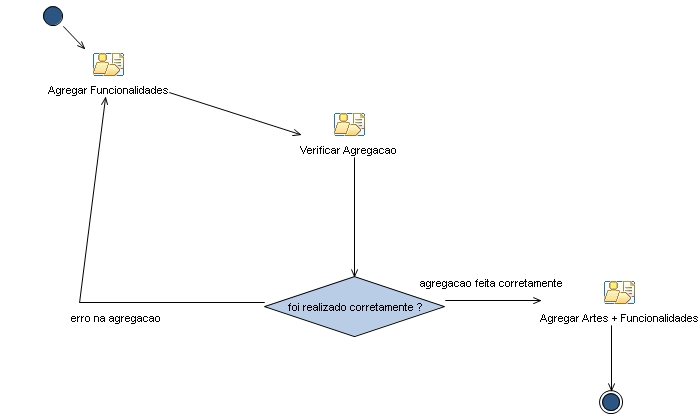 Agregar Funcionalidades
Verificar Agregacao
agregacao feita corretamente
foi realizado corretamente ?
erro na agregacao
Agregar Artes + Funcionalidades